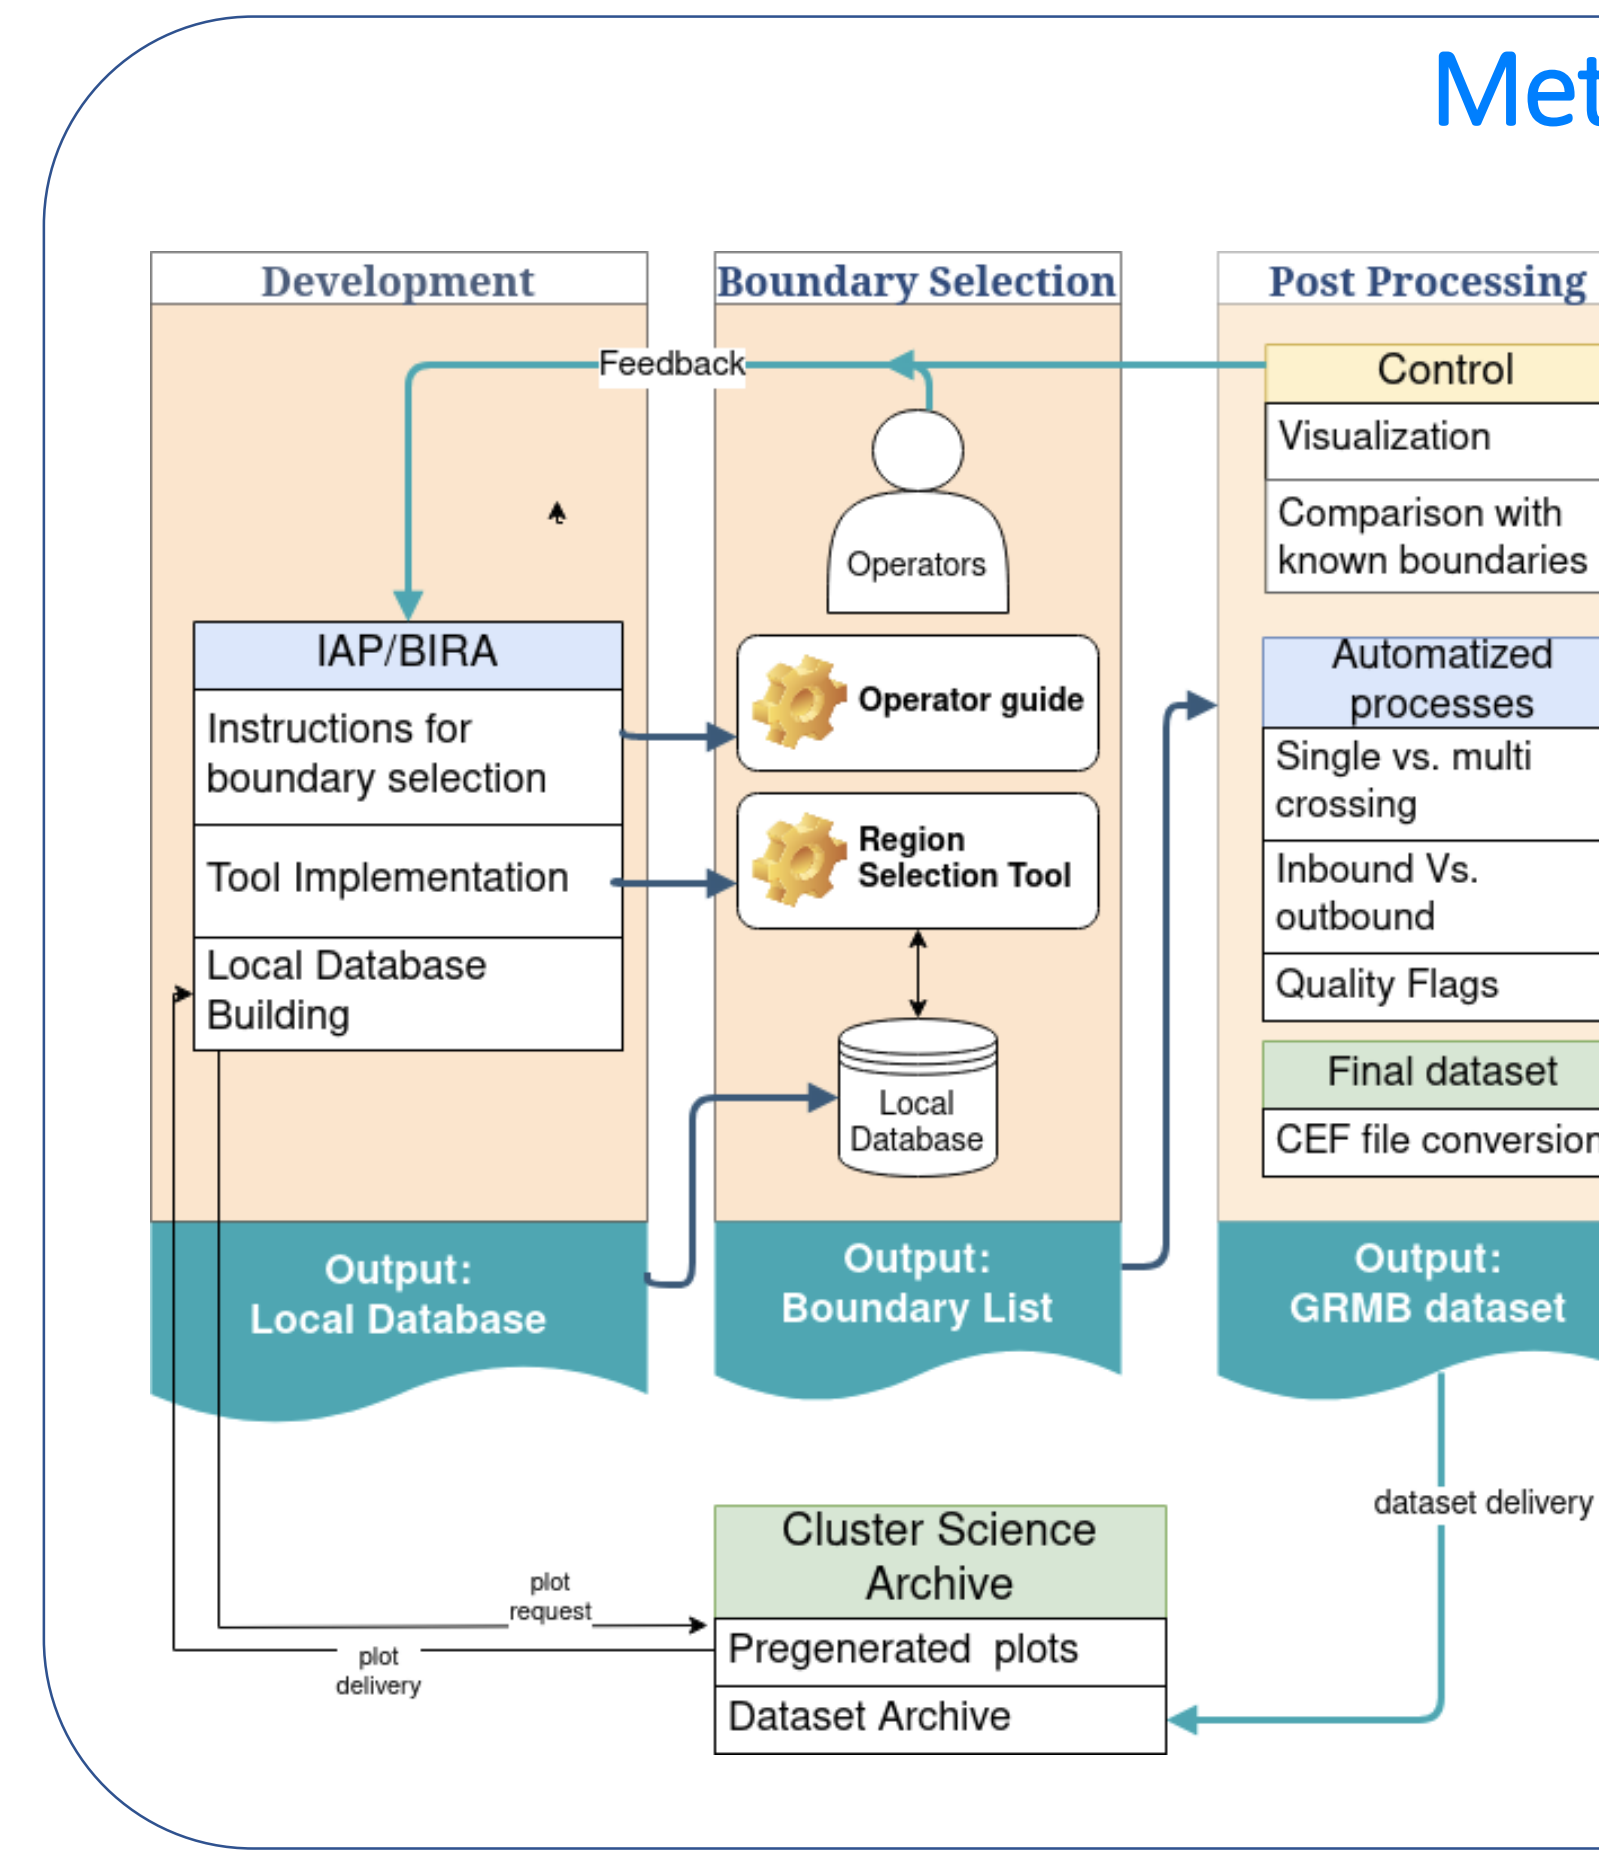 Met
Development
Boundary Selection
Post Processing
Feedback
Control
Visualization
Comparison with
known boundaries
Operators
IAP/BIRA
Instructions for
boundary selection
Tool Implementation
Local Database
Building
Operator guide
Region
Selection Tool
Local
Database
Automatized
processes
Single vs. multi
crossing
Inbound Vs.
outbound
Quality Flags
Final dataset
CEF file conversion
Output:
Local Database
Output:
Boundary List
Output:
GRMB dataset
dataset delivery
Cluster Science
Archive
Pregenerated plots
Dataset Archive
plot
request
plot
delivery